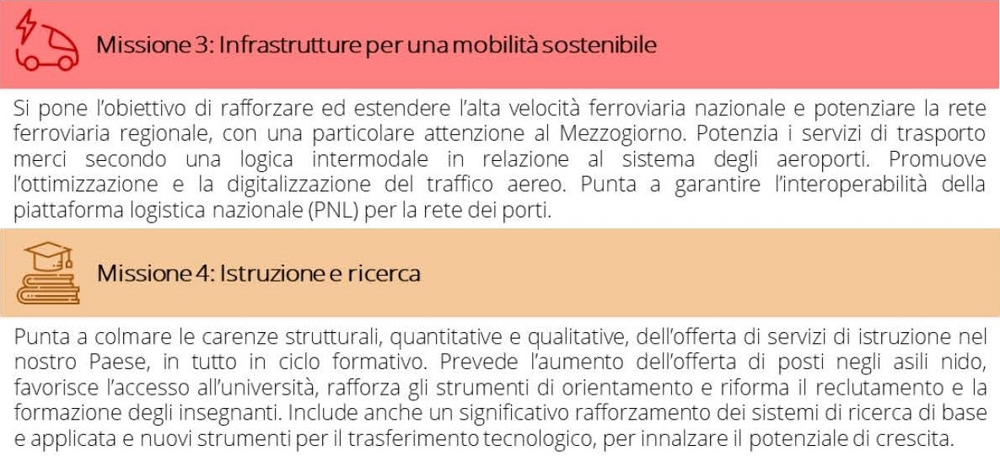 Missione 3: Infrastrutture per una mobilità sostenibile
Si pone l’obiettivo di rafforzare ed estendere l’alta velocità ferroviaria nazionale e potenziare la rete
ferroviaria regionale, con una particolare attenzione al Mezzogiorno. Potenzia i servizi di trasporto
merci secondo una logica intermodale in relazione al sistema degli aeroporti. Promuove
l’ottimizzazione e la digitalizzazione del traffico aereo. Punta a garantire l’interoperabilità della
piattaforma logistica nazionale (PNL) per la rete dei porti.
Missione 4: Istruzione e ricerca
Punta a colmare le carenze strutturali, quantitative e qualitative, dell’offerta di servizi di istruzione nel
nostro Paese, in tutto in ciclo formativo. Prevede l’aumento dell’offerta di posti negli asili nido,
favorisce l’accesso all’università, rafforza gli strumenti di orientamento e riforma il reclutamento e la
formazione degli insegnanti. Include anche un significativo rafforzamento dei sistemi di ricerca di base
e applicata e nuovi strumenti per il trasferimento tecnologico, per innalzare il potenziale di crescita.